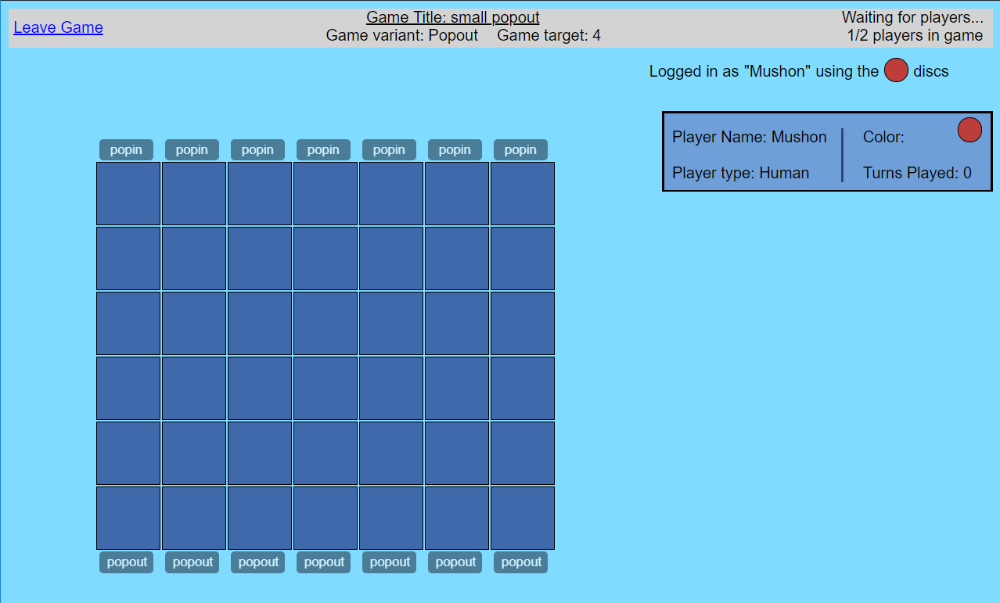 Leave Game
Game Title: small popout
Game variant: Popout Game target: 4
Waiting for players...
1/2 players in game
Logged in as "Mushon" using the discs
Player Name: Mushon
Color:
Player type: Human
Turns Played: 0
popin popin popin popin popin popin popin
popout popout popout popout popout popout popout